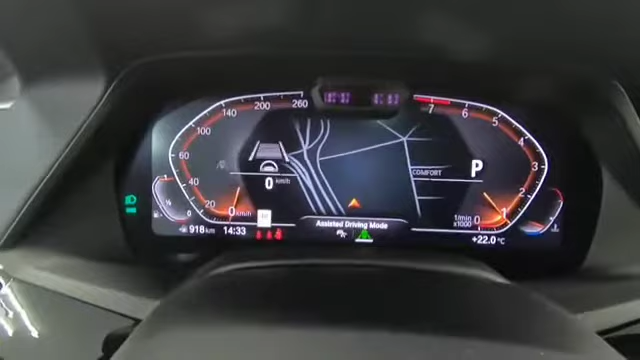 140
200
260
100
60
20
0 km/h
0 km/h
7
6
5
4
3
2
1
0
COMFORT
P
1/min
x1000
918 km
14:33
Assisted Driving Mode
+22.0 °C